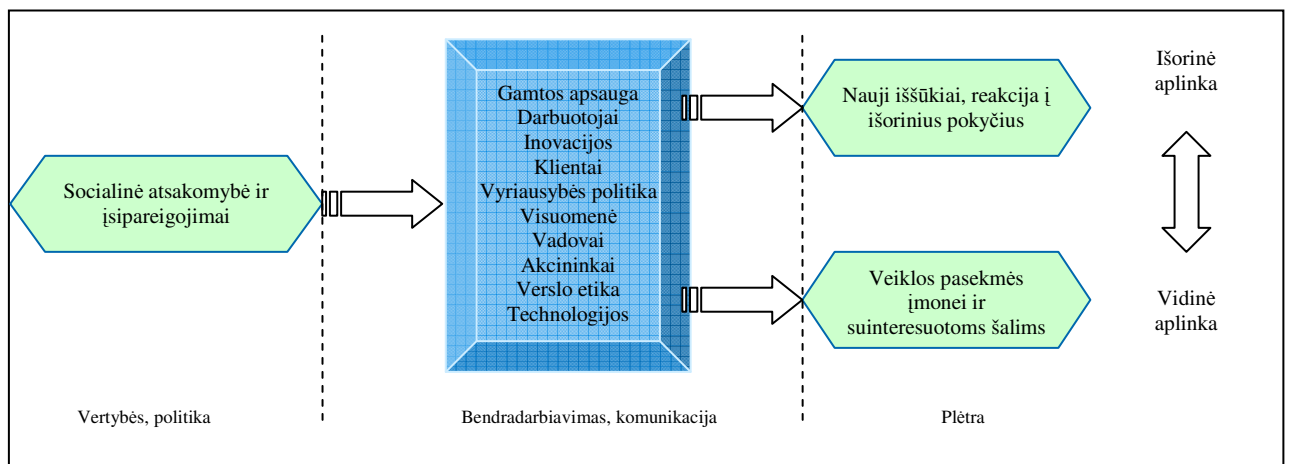 Socialinė atsakomybė ir
įsipareigojimai
Gamtos apsauga
Darbuotojai
Inovacijos
Klientai
Vyriausybės politika
Visuomenė
Vadovai
Akcininkai
Verslo etika
Technologijos
Nauji iššūkiai, reakcija į
išorinius pokyčius
Veiklos pasekmės
įmonei ir
suinteresuotoms šalims
Išorinė
aplinka
Vidinė
aplinka
Vertybės, politika
Bendradarbiavimas, komunikacija
Plėtra